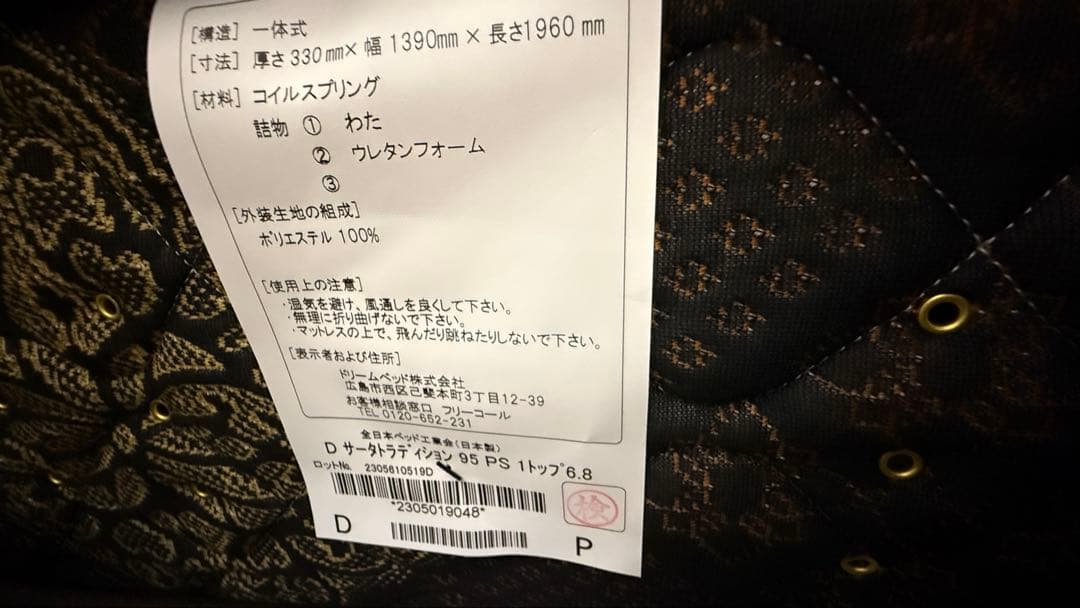 [構造] 一体式
[寸法] 厚さ 330 mm× 幅 1390mm × 長さ1960 mm
[材料] コイルスプリング
詰物 ① わた
② ウレタンフォーム
③
[外装生地の組成]
ポリエステル 100%
[使用上の注意]
・湿気を避け、風通しを良くして下さい。
・無理に折り曲げないで下さい。
・マットレスの上で、飛んだり跳ねたりしないで下さい。
[表示者および住所]
ドリームベッド株式会社
広島市西区己斐本町3丁目12-39
お客様相談窓口 フリーコール
TEL 0120-652-231
全日本ベッド工業会(日本製)
D サータトラディション 95 PS 1トップ6.8
ロットNo. 2305610519D
*2305019048*
検
D P